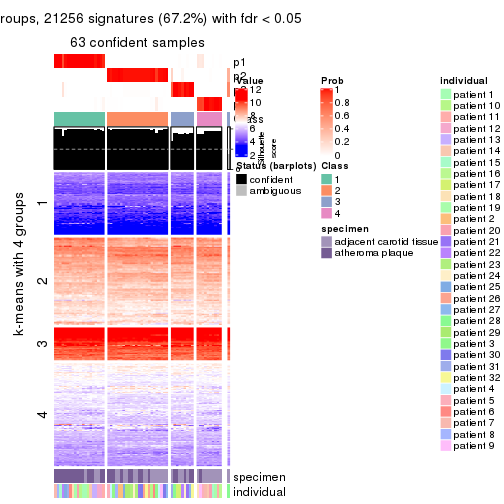 roups, 21256 signatures (67.2%) with fdr < 0.05
63 confident samples
p1
p2
Value
12
10
8
6
4
2
Prob
1
0.8
0.6
0.4
0.2
0
silhouette
score
Status (barplots)
confident
ambiguous
Class
1
2
3
4
specimen
adjacent carotid tissue
atheroma plaque
individual
patient 1
patient 10
patient 11
patient 12
patient 13
patient 14
patient 15
patient 16
patient 17
patient 18
patient 19
patient 2
patient 20
patient 21
patient 22
patient 23
patient 24
patient 25
patient 26
patient 27
patient 28
patient 29
patient 3
patient 30
patient 31
patient 32
patient 4
patient 5
patient 6
patient 7
patient 8
patient 9
k-means with 4 groups
1
2
3
4
specimen
individual